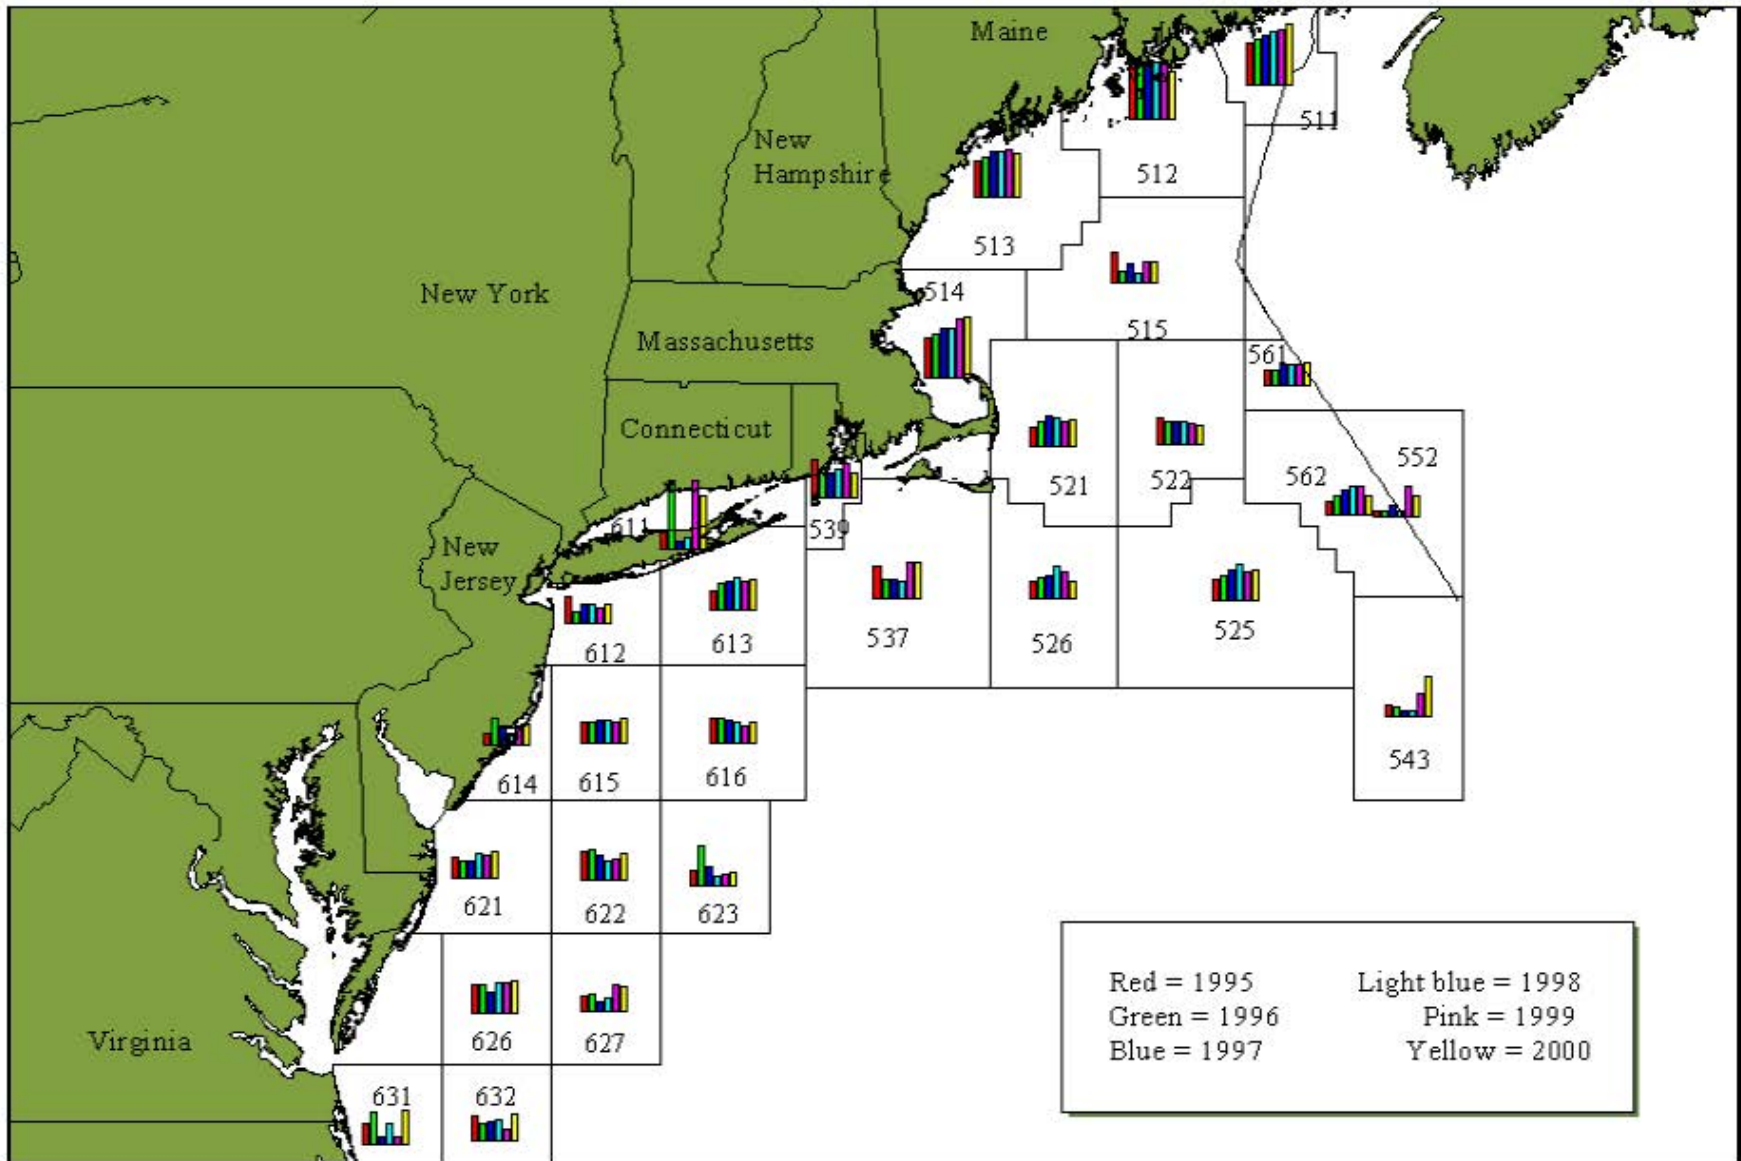 Maine
511
New
Hampshire
512
513
New York
514
515
Massachusetts
561
Connecticut
552
562
521
522
611
539
New
Jersey
537
526
525
612
613
543
614
615
616
621
622
623
Red = 1995
Light blue = 1998
Green = 1996
Pink = 1999
Blue = 1997
Yellow = 2000
Virginia
626
627
631
632